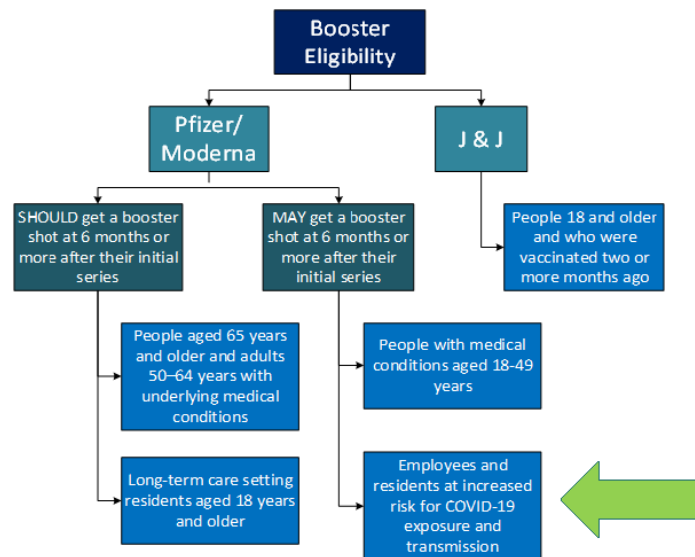 Booster
Eligibility
Pfizer/
Moderna
J & J
SHOULD get a booster
shot at 6 months or
more after their initial
series
MAY get a booster
shot at 6 months or
more after their initial
series
People 18 and older
and who were
vaccinated two or
more months ago
People aged 65 years
and older and adults
50–64 years with
underlying medical
conditions
People with medical
conditions aged 18-49
years
Long-term care setting
residents aged 18 years
and older
Employees and
residents at increased
risk for COVID-19
exposure and
transmission